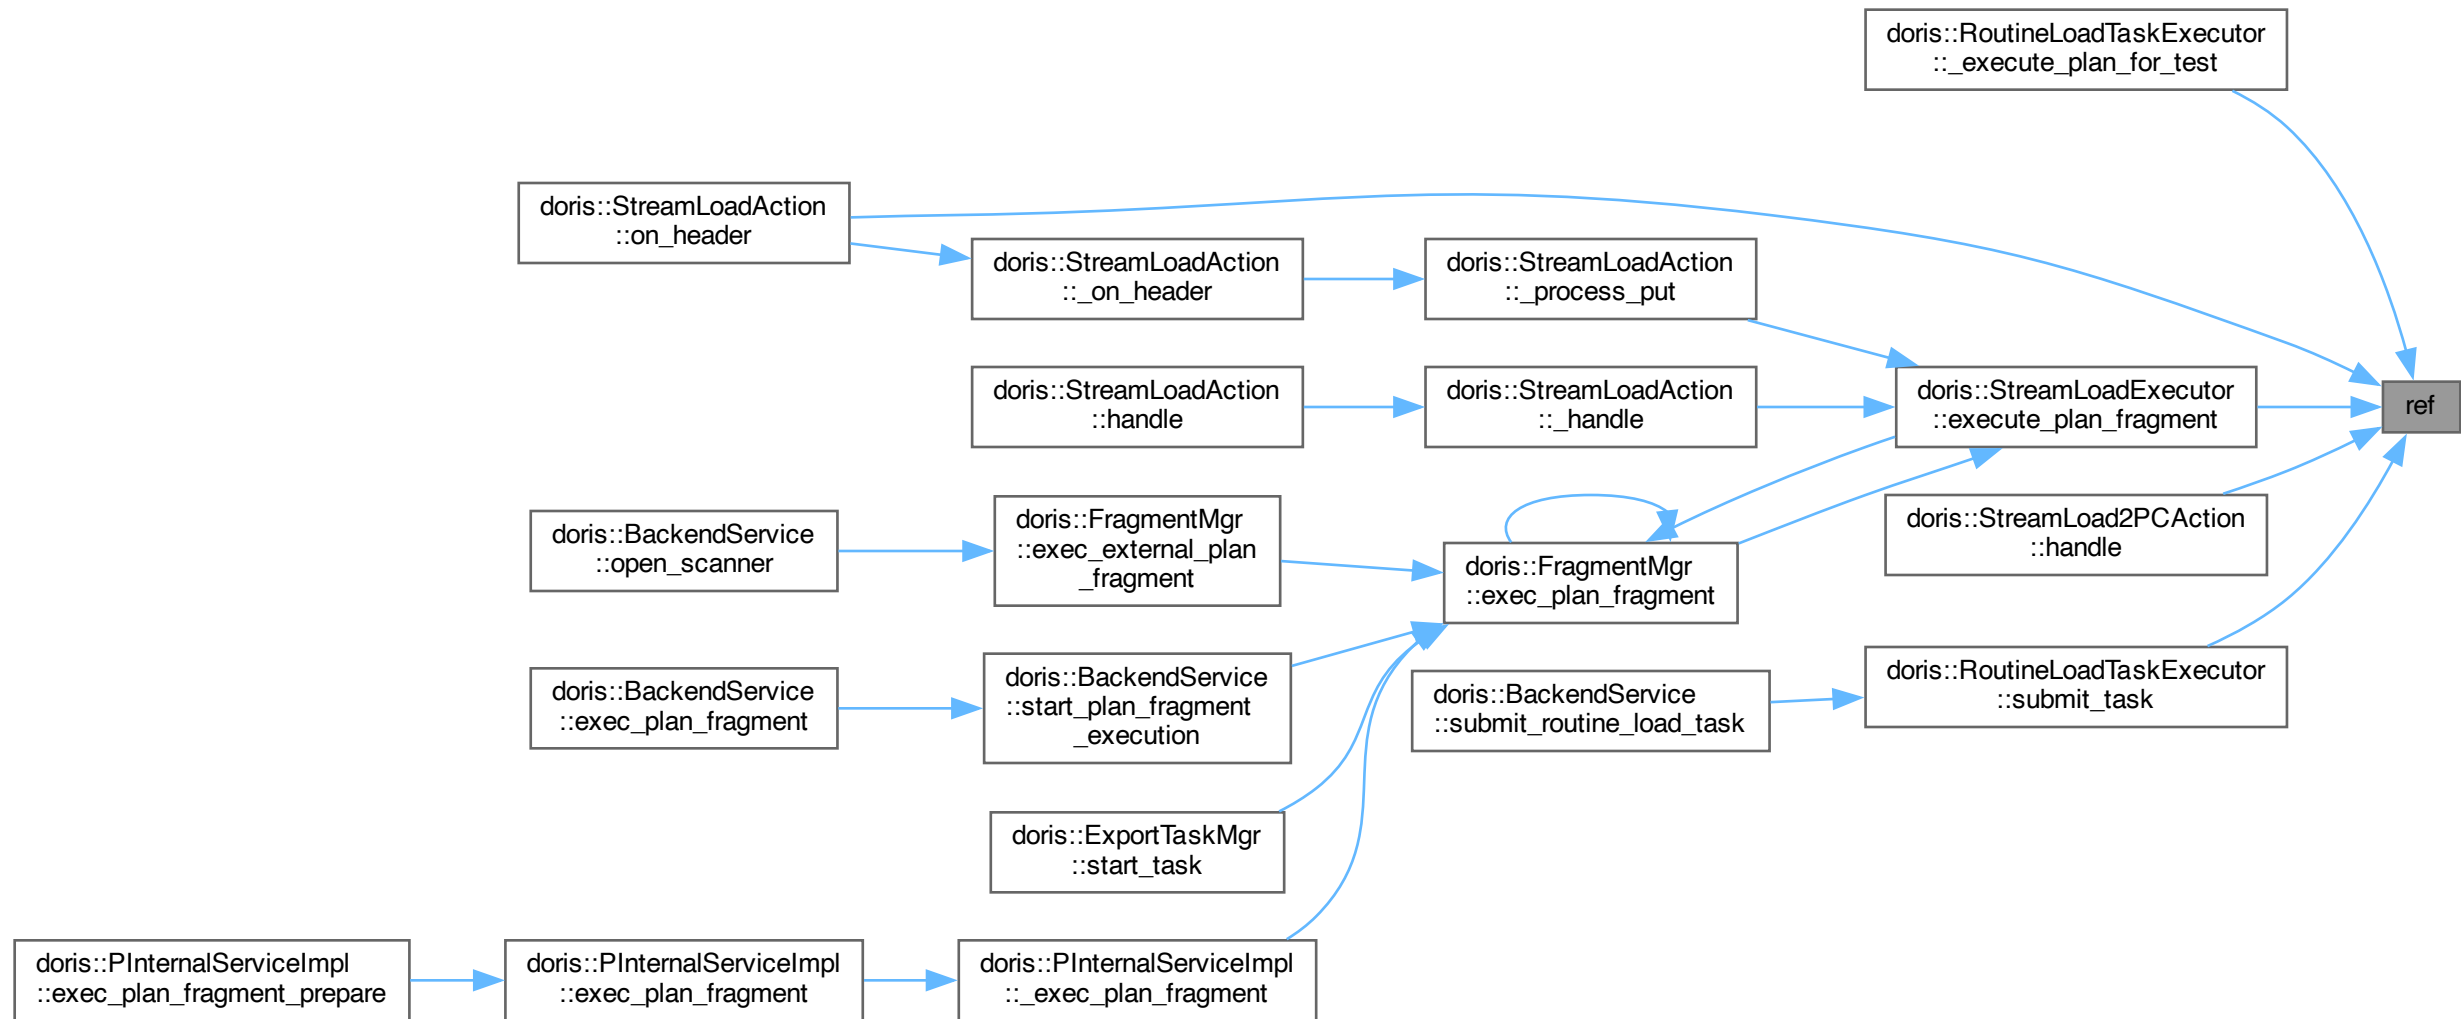 doris::RoutineLoadTaskExecutor
::_execute_plan_for_test
doris::StreamLoadAction
::on_header
doris::StreamLoadAction
::_on_header
doris::StreamLoadAction
::_process_put
doris::StreamLoadAction
::handle
doris::StreamLoadAction
::_handle
doris::StreamLoadExecutor
::execute_plan_fragment
ref
doris::BackendService
::open_scanner
doris::FragmentMgr
::exec_external_plan
_fragment
doris::FragmentMgr
::exec_plan_fragment
doris::StreamLoad2PCAction
::handle
doris::BackendService
::exec_plan_fragment
doris::BackendService
::start_plan_fragment
_execution
doris::BackendService
::submit_routine_load_task
doris::RoutineLoadTaskExecutor
::submit_task
doris::ExportTaskMgr
::start_task
doris::PInternalServiceImpl
::exec_plan_fragment_prepare
doris::PInternalServiceImpl
::exec_plan_fragment
doris::PInternalServiceImpl
::_exec_plan_fragment